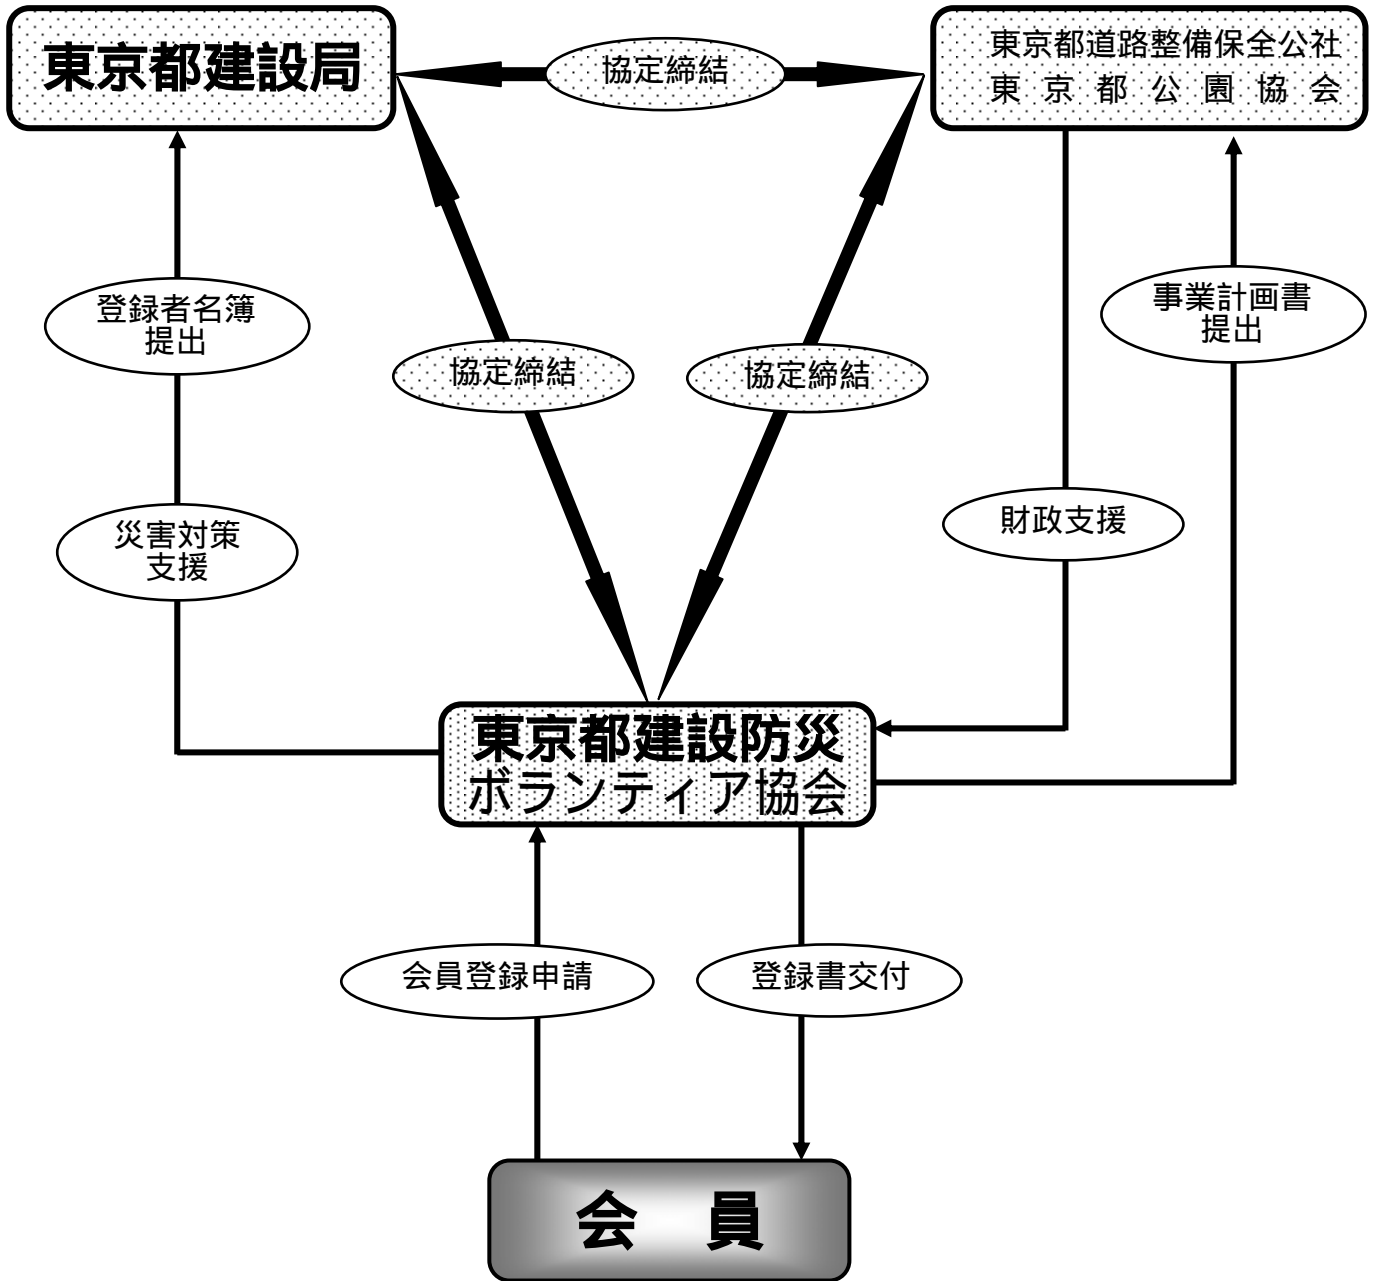 東京都建設局
協定締結
東京都道路整備保全公社
東京都公園協会
登録者名簿
提出
事業計画書
提出
協定締結
協定締結
災害対策
支援
財政支援
東京都建設防災
ボランティア協会
会員登録申請
登録書交付
会 員